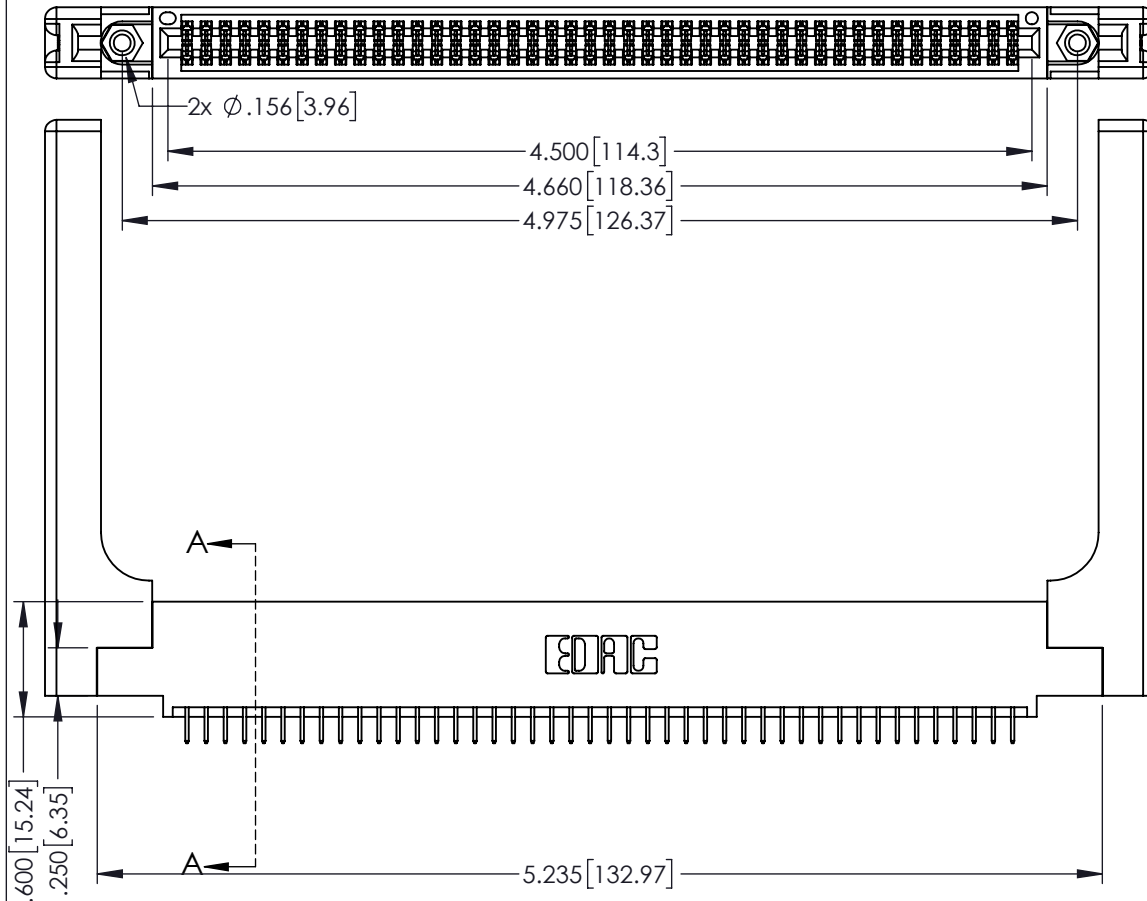 2x ∅.156[3.96]
4.500[114.3]
4.660[118.36]
4.975[126.37]
A
EDAC
.600[15.24]
.250[6.35]
A
5.235[132.97]